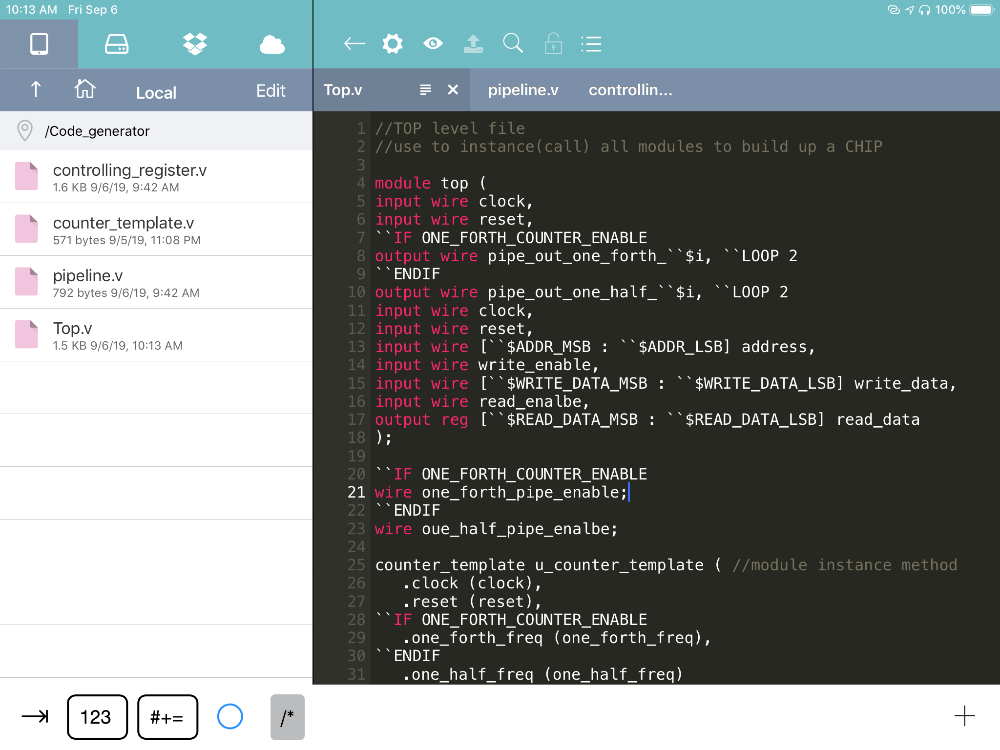 10:13 AM Fri Sep 6
100%
Local
Edit
/Code_generator
controlling_register.v
1.6 KB 9/6/19, 9:42 AM
counter_template.v
571 bytes 9/5/19, 11:08 PM
pipeline.v
792 bytes 9/6/19, 9:42 AM
Top.v
1.5 KB 9/6/19, 10:13 AM
123
#+=
/*
Top.v
pipeline.v
controllin...
1 //TOP level file
2 //use to instance(call) all modules to build up a CHIP
3
4 module top (
5 input wire clock,
6 input wire reset,
7 ``IF ONE_FORTH_COUNTER_ENABLE
8 output wire pipe_out_one_forth_``$i, ``LOOP 2
9 ``ENDIF
10 output wire pipe_out_one_half_``$i, ``LOOP 2
11 input wire clock,
12 input wire reset,
13 input wire [``$ADDR_MSB : ``$ADDR_LSB] address,
14 input wire write_enable,
15 input wire [``$WRITE_DATA_MSB : ``$WRITE_DATA_LSB] write_data,
16 input wire read_enalbe,
17 output reg [``$READ_DATA_MSB : ``$READ_DATA_LSB] read_data
18 );
19
20 ``IF ONE_FORTH_COUNTER_ENABLE
21 wire one_forth_pipe_enable;
22 ``ENDIF
23 wire oue_half_pipe_enalbe;
24
25 counter_template u_counter_template ( //module instance method
26    .clock (clock),
27    .reset (reset),
28 ``IF ONE_FORTH_COUNTER_ENABLE
29    .one_forth_freq (one_forth_freq),
30 ``ENDIF
31    .one_half_freq (one_half_freq)